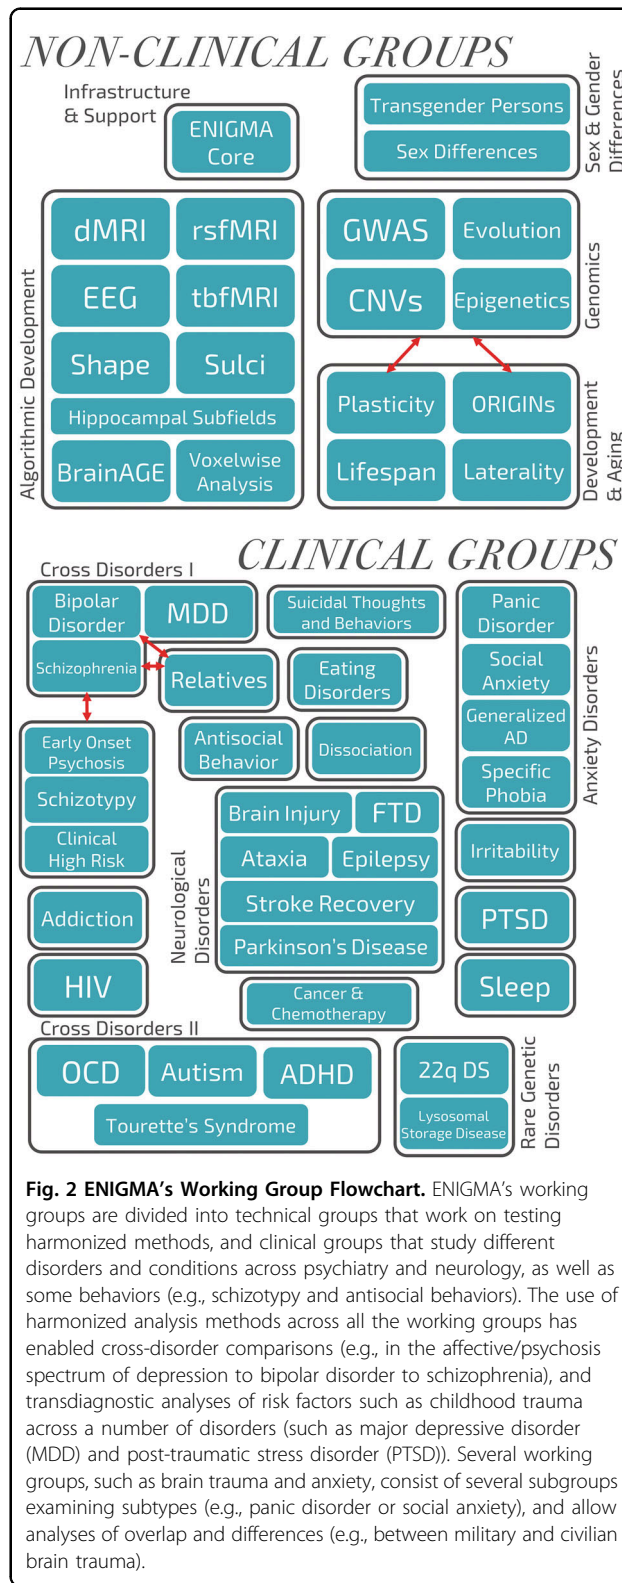 NON-CLINICAL GROUPS
Infrastructure
& Support
ENIGMA
Core
Transgender Persons
Sex Differences
Sex & Gender
Differences
Algorithmic Development
dMRI
rsfMRI
EEG
tbfMRI
Shape
Sulci
Hippocampal Subfields
BrainAGE
Voxelwise
Analysis
GWAS
Evolution
CNVs
Epigenetics
Genomics
Plasticity
ORIGINs
Lifespan
Laterality
Development
& Aging
CLINICAL GROUPS
Cross Disorders I
Bipolar
Disorder
MDD
Schizophrenia
Relatives
Suicidal Thoughts
and Behaviors
Eating
Disorders
Panic
Disorder
Social
Anxiety
Generalized
AD
Specific
Phobia
Anxiety Disorders
Early Onset
Psychosis
Schizotypy
Clinical
High Risk
Antisocial
Behavior
Dissociation
Neurological
Disorders
Brain Injury
FTD
Ataxia
Epilepsy
Stroke Recovery
Parkinson's Disease
Irritability
Addiction
PTSD
HIV
Cancer &
Chemotherapy
Sleep
Cross Disorders II
OCD
Autism
ADHD
Tourette's Syndrome
22q DS
Lysosomal
Storage Disease
Rare Genetic
Disorders
Fig. 2 ENIGMA's Working Group Flowchart. ENIGMA's working
groups are divided into technical groups that work on testing
harmonized methods, and clinical groups that study different
disorders and conditions across psychiatry and neurology, as well as
some behaviors (e.g., schizotypy and antisocial behaviors). The use of
harmonized analysis methods across all the working groups has
enabled cross-disorder comparisons (e.g., in the affective/psychosis
spectrum of depression to bipolar disorder to schizophrenia), and
transdiagnostic analyses of risk factors such as childhood trauma
across a number of disorders (such as major depressive disorder
(MDD) and post-traumatic stress disorder (PTSD)). Several working
groups, such as brain trauma and anxiety, consist of several subgroups
examining subtypes (e.g., panic disorder or social anxiety), and allow
analyses of overlap and differences (e.g., between military and civilian
brain trauma).